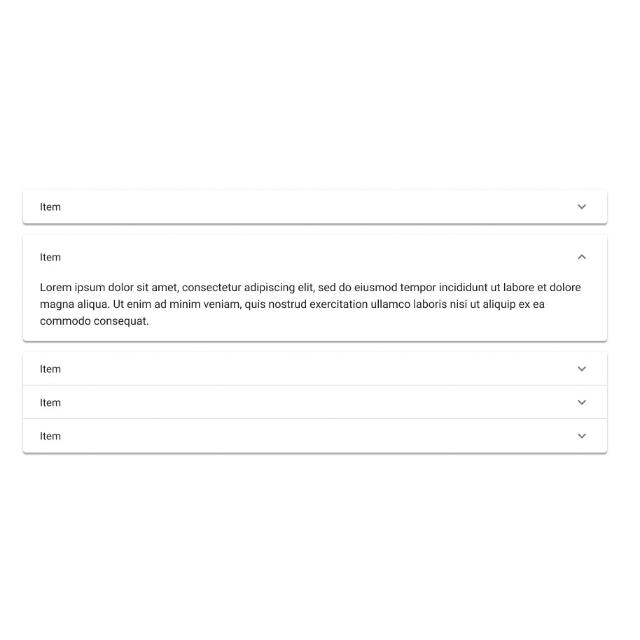 Item
Item
Lorem ipsum dolor sit amet, consectetur adipiscing elit, sed do eiusmod tempor incididunt ut labore et dolore
magna aliqua. Ut enim ad minim veniam, quis nostrud exercitation ullamco laboris nisi ut aliquip ex ea
commodo consequat.
Item
Item
Item